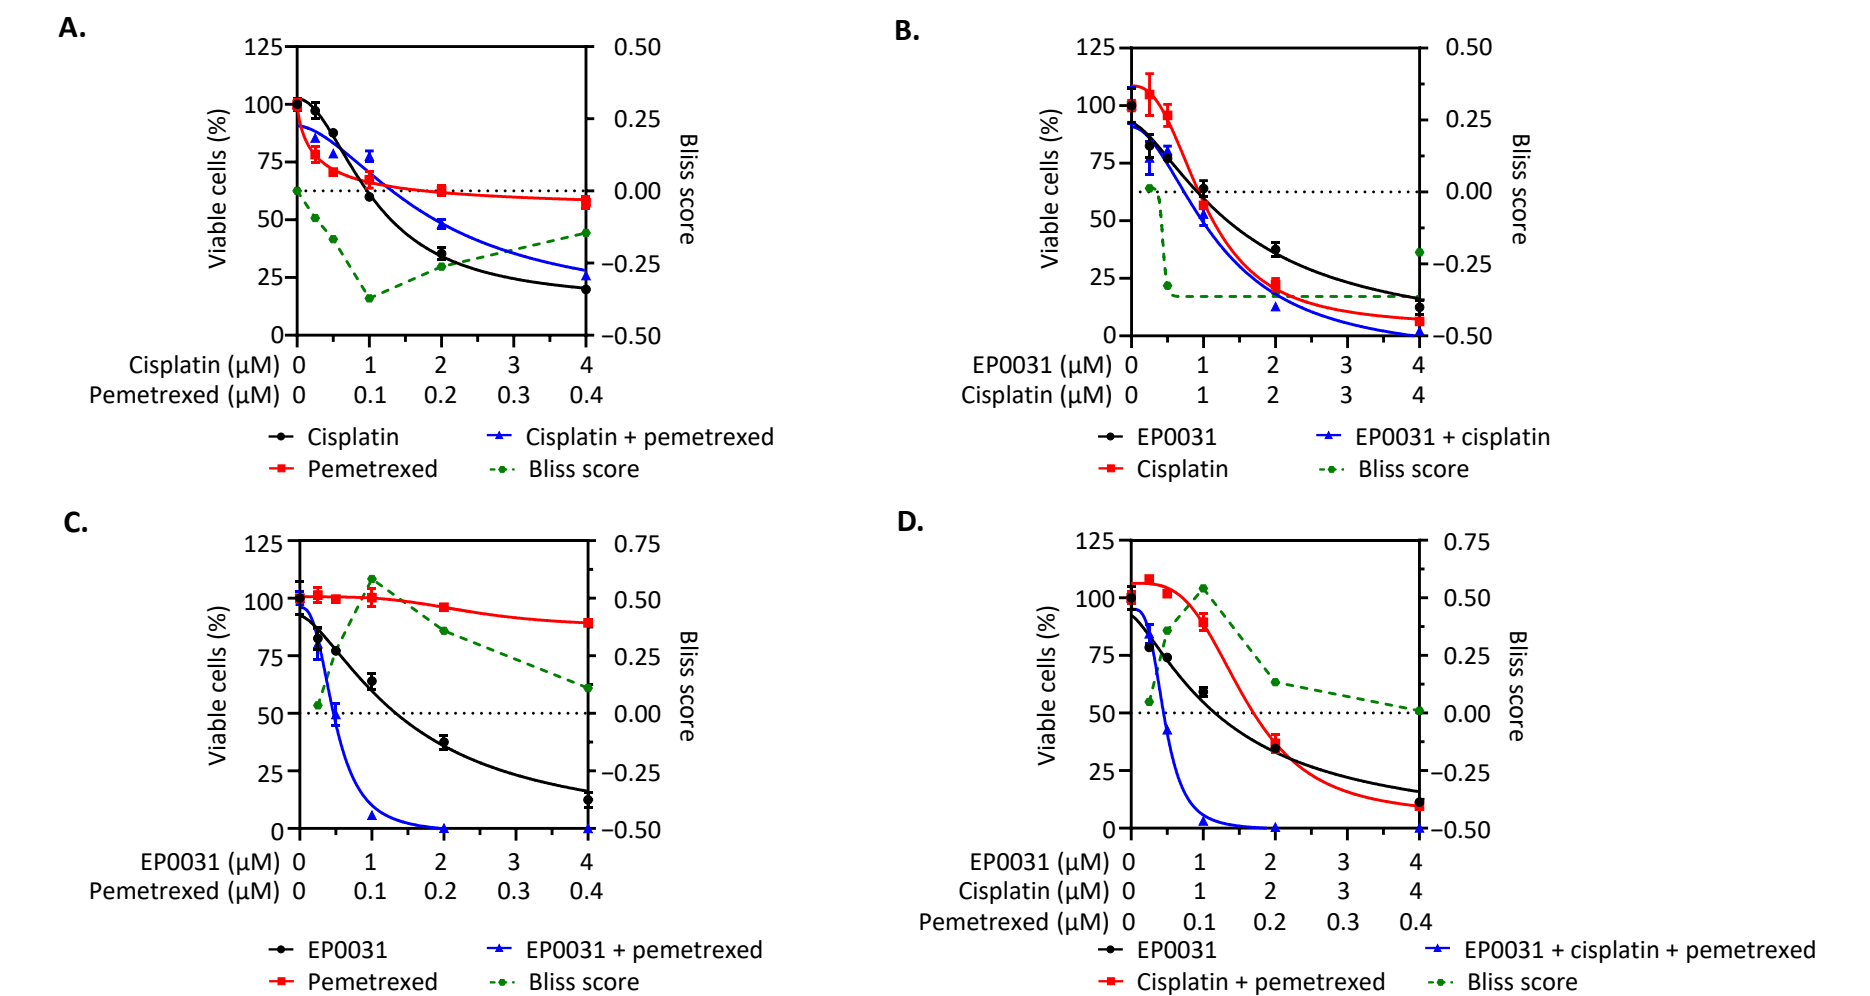 A.
125
100
75
50
25
0
Viable cells (%)
0.50
0.25
0.00
−0.25
−0.50
Bliss score
Cisplatin (μM) 0 1 2 3 4
Pemetrexed (μM) 0 0.1 0.2 0.3 0.4
Cisplatin
Cisplatin + pemetrexed
Pemetrexed
Bliss score
B.
125
100
75
50
25
0
Viable cells (%)
0.50
0.25
0.00
−0.25
−0.50
Bliss score
EP0031 (μM) 0 1 2 3 4
Cisplatin (μM) 0 1 2 3 4
EP0031
EP0031 + cisplatin
Cisplatin
Bliss score
C.
125
100
75
50
25
0
Viable cells (%)
0.75
0.50
0.25
0.00
−0.25
−0.50
Bliss score
EP0031 (μM) 0 1 2 3 4
Pemetrexed (μM) 0 0.1 0.2 0.3 0.4
EP0031
EP0031 + pemetrexed
Pemetrexed
Bliss score
D.
125
100
75
50
25
0
Viable cells (%)
0.75
0.50
0.25
0.00
−0.25
−0.50
Bliss score
EP0031 (μM) 0 1 2 3 4
Cisplatin (μM) 0 1 2 3 4
Pemetrexed (μM) 0 0.1 0.2 0.3 0.4
EP0031
EP0031 + cisplatin + pemetrexed
Cisplatin + pemetrexed
Bliss score